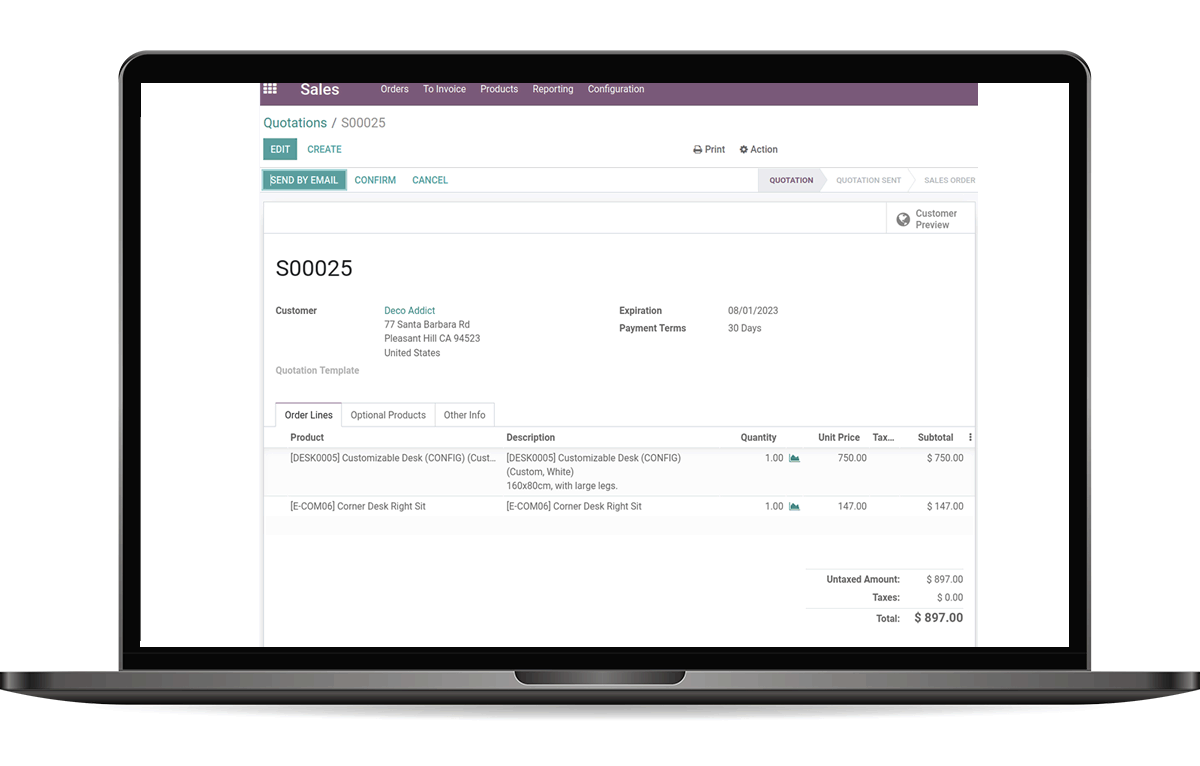 Sales Orders To Invoice Products Reporting Configuration
Quotations / S00025
EDIT CREATE Print Action
SEND BY EMAIL CONFIRM CANCEL QUOTATION QUOTATION SENT SALES ORDER
Customer
Preview
S00025
Customer Deco Addict Expiration 08/01/2023
77 Santa Barbara Rd Payment Terms 30 Days
Pleasant Hill CA 94523
United States
Quotation Template
Order Lines Optional Products Other Info
Product Description Quantity Unit Price Tax... Subtotal
[DESK0005] Customizable Desk (CONFIG) (Cust... [DESK0005] Customizable Desk (CONFIG) 1.00 750.00 $ 750.00
(Custom, White)
160x80cm, with large legs.
[E-COM06] Corner Desk Right Sit [E-COM06] Corner Desk Right Sit 1.00 147.00 $ 147.00
Untaxed Amount: $ 897.00
Taxes: $ 0.00
Total: $ 897.00